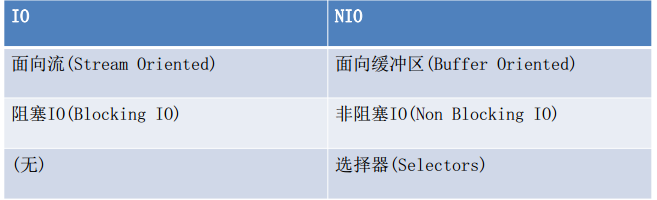 IO NIO
面向流(Stream Oriented) 面向缓冲区(Buffer Oriented)
阻塞IO(Blocking IO) 非阻塞IO(Non Blocking IO)
(无) 选择器(Selectors)